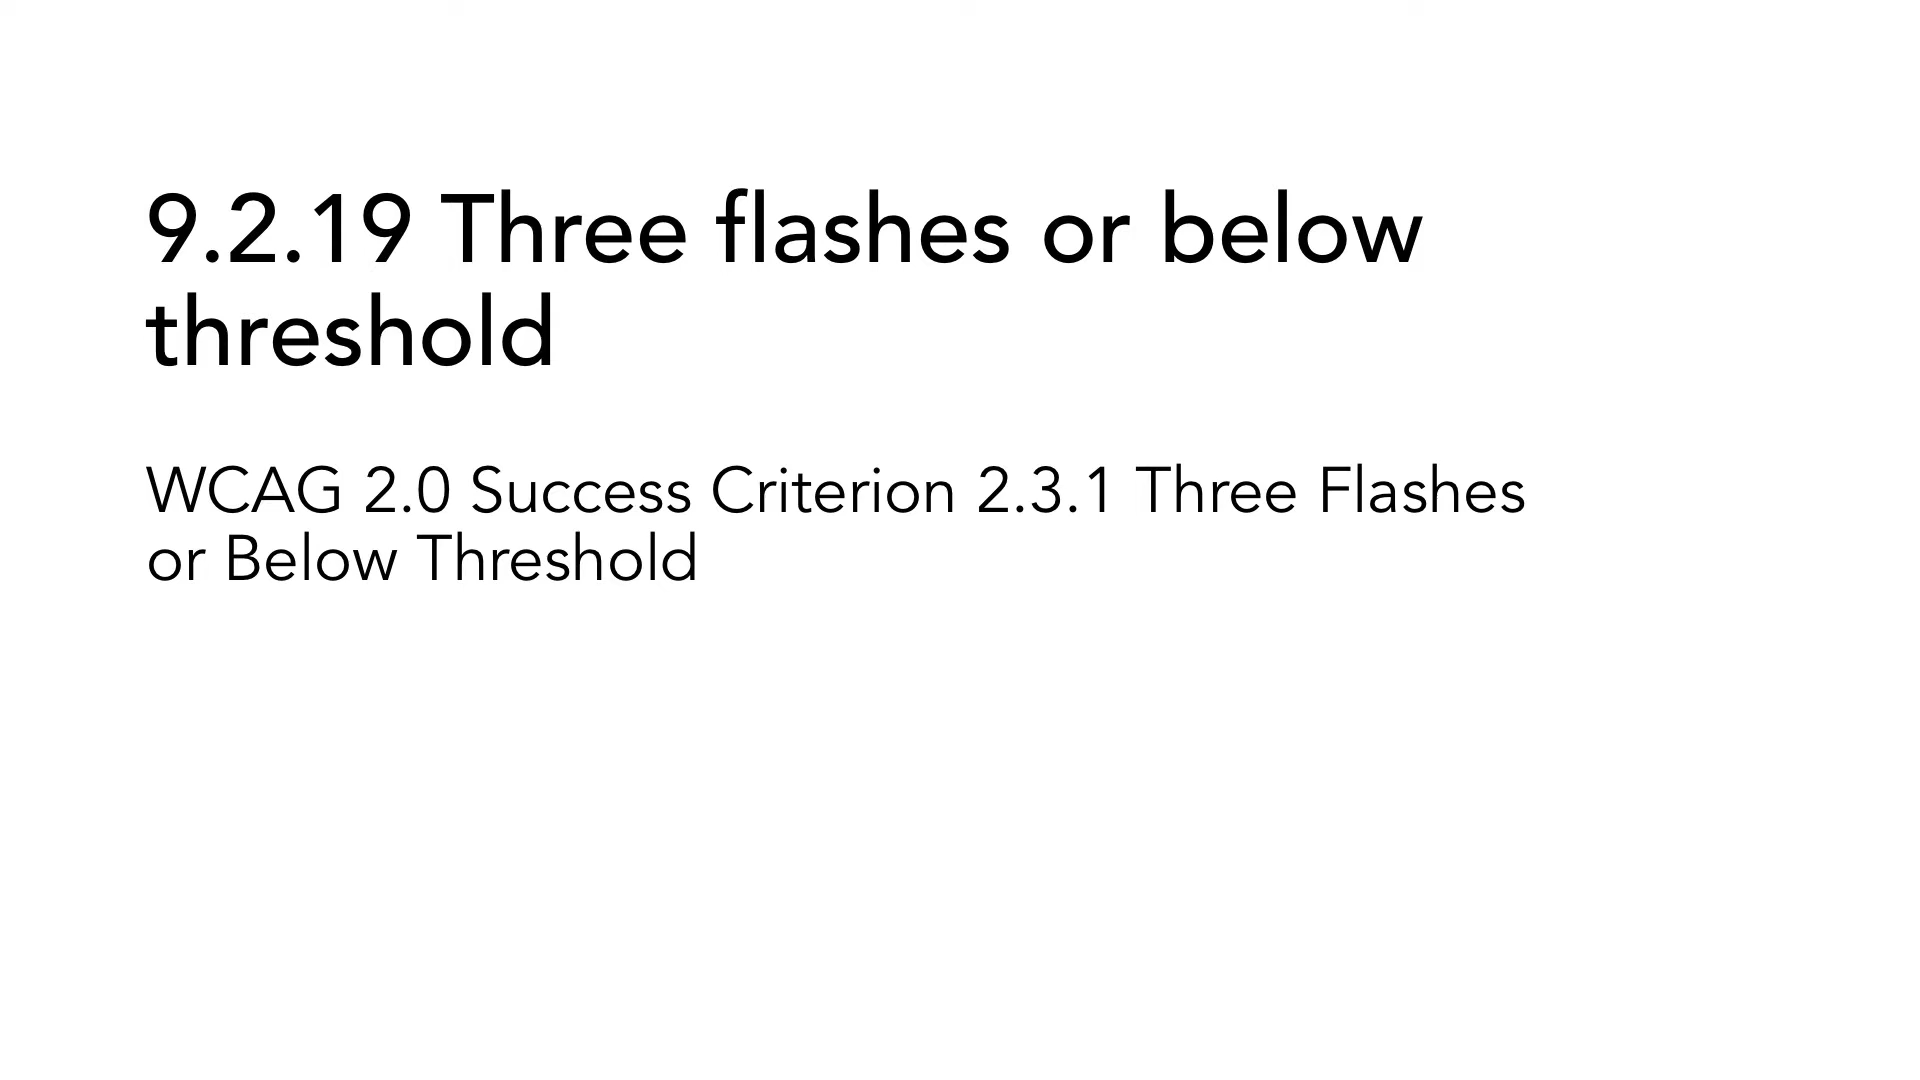 9.2.19 Three flashes or below
threshold
WCAG 2.0 Success Criterion 2.3.1 Three Flashes
or Below Threshold